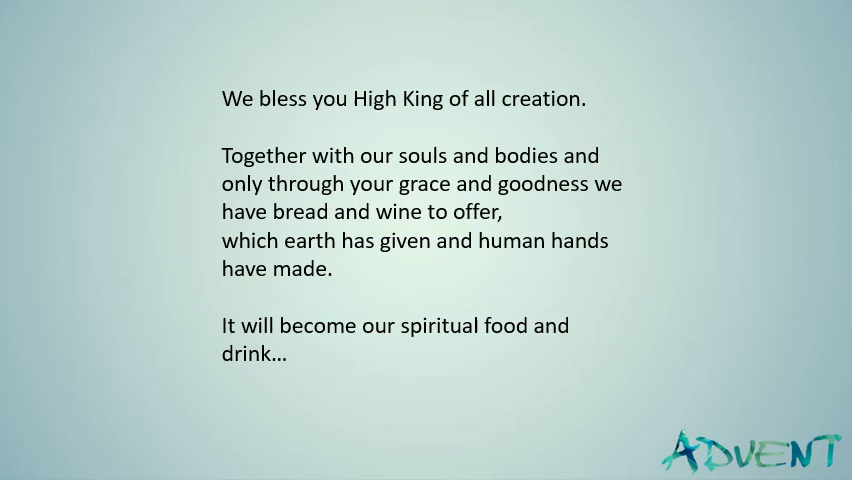 We bless you High King of all creation.
Together with our souls and bodies and
only through your grace and goodness we
have bread and wine to offer,
which earth has given and human hands
have made.
It will become our spiritual food and
drink…
ADVENT